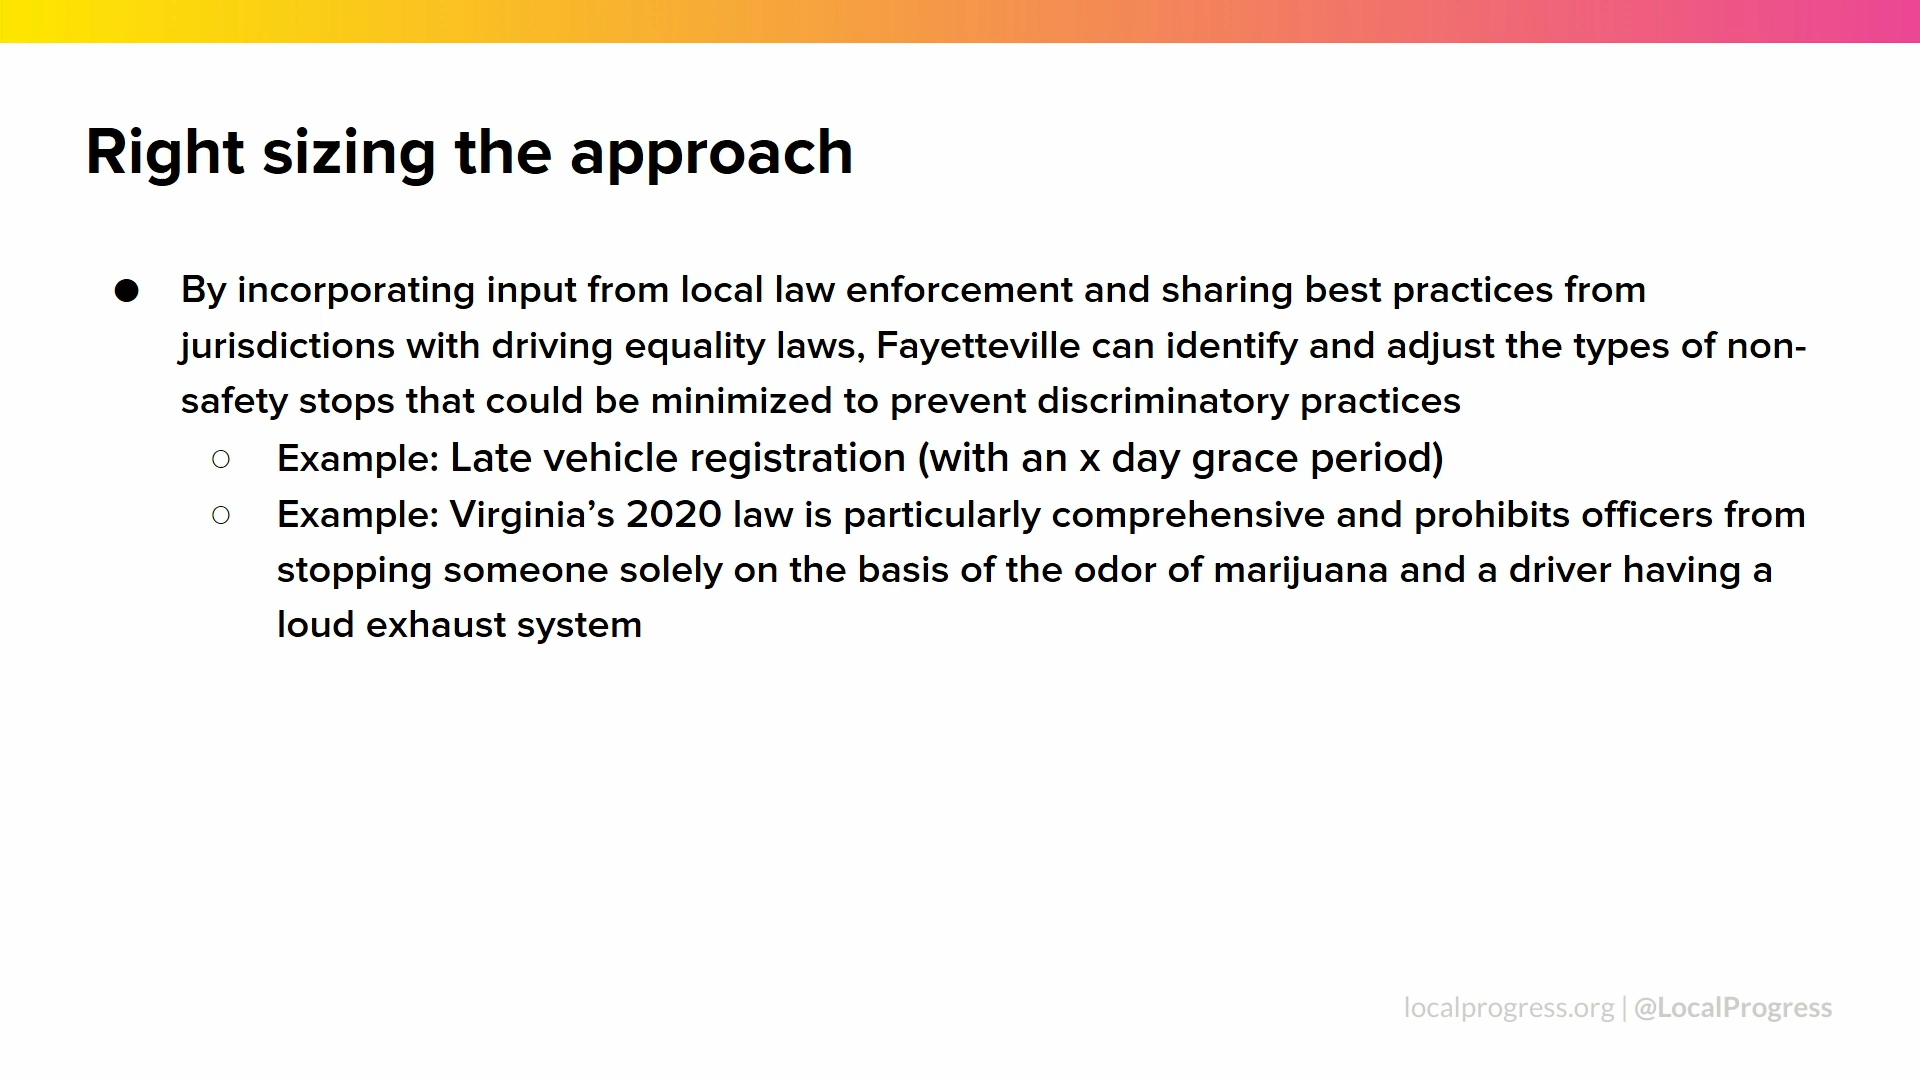 Right sizing the approach
● By incorporating input from local law enforcement and sharing best practices from
jurisdictions with driving equality laws, Fayetteville can identify and adjust the types of non-
safety stops that could be minimized to prevent discriminatory practices
○ Example: Late vehicle registration (with an x day grace period)
○ Example: Virginia’s 2020 law is particularly comprehensive and prohibits officers from
stopping someone solely on the basis of the odor of marijuana and a driver having a
loud exhaust system
localprogress.org | @LocalProgress